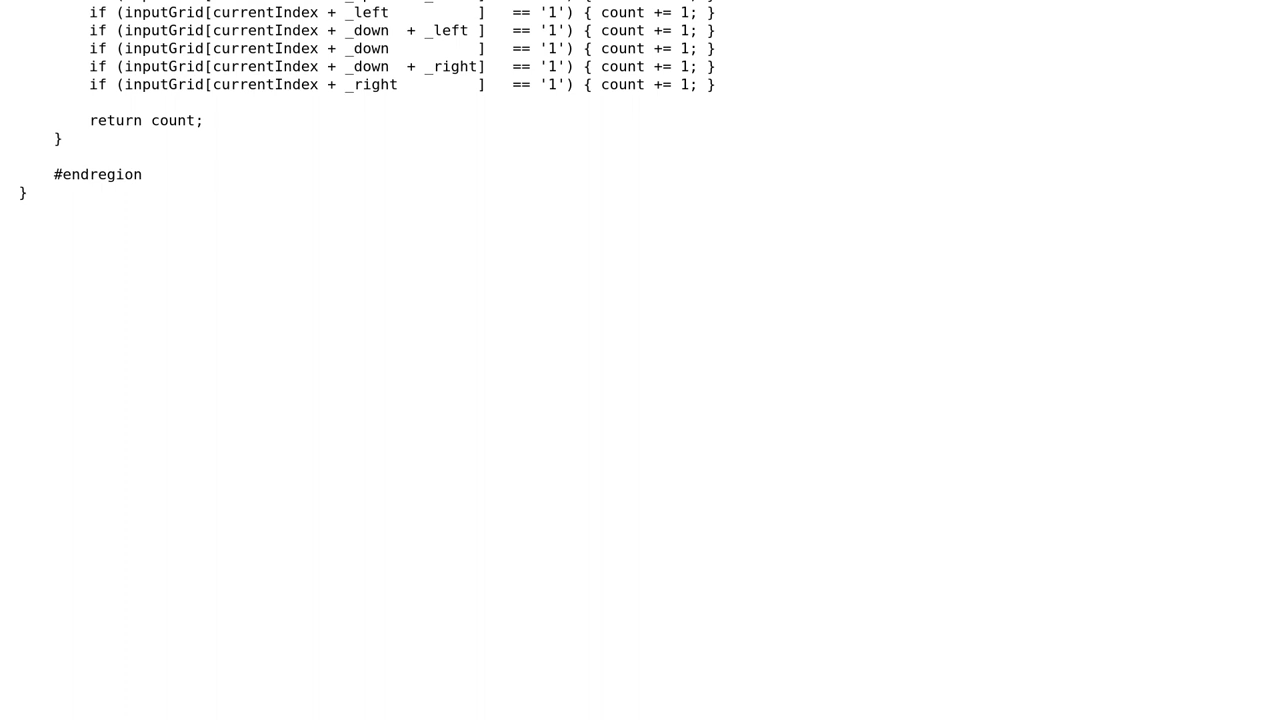 if (inputGrid[currentIndex + _left          ]   == '1') { count += 1; }
if (inputGrid[currentIndex + _down  + _left ]   == '1') { count += 1; }
if (inputGrid[currentIndex + _down          ]   == '1') { count += 1; }
if (inputGrid[currentIndex + _down  + _right]   == '1') { count += 1; }
if (inputGrid[currentIndex + _right         ]   == '1') { count += 1; }
return count;
}
#endregion
}